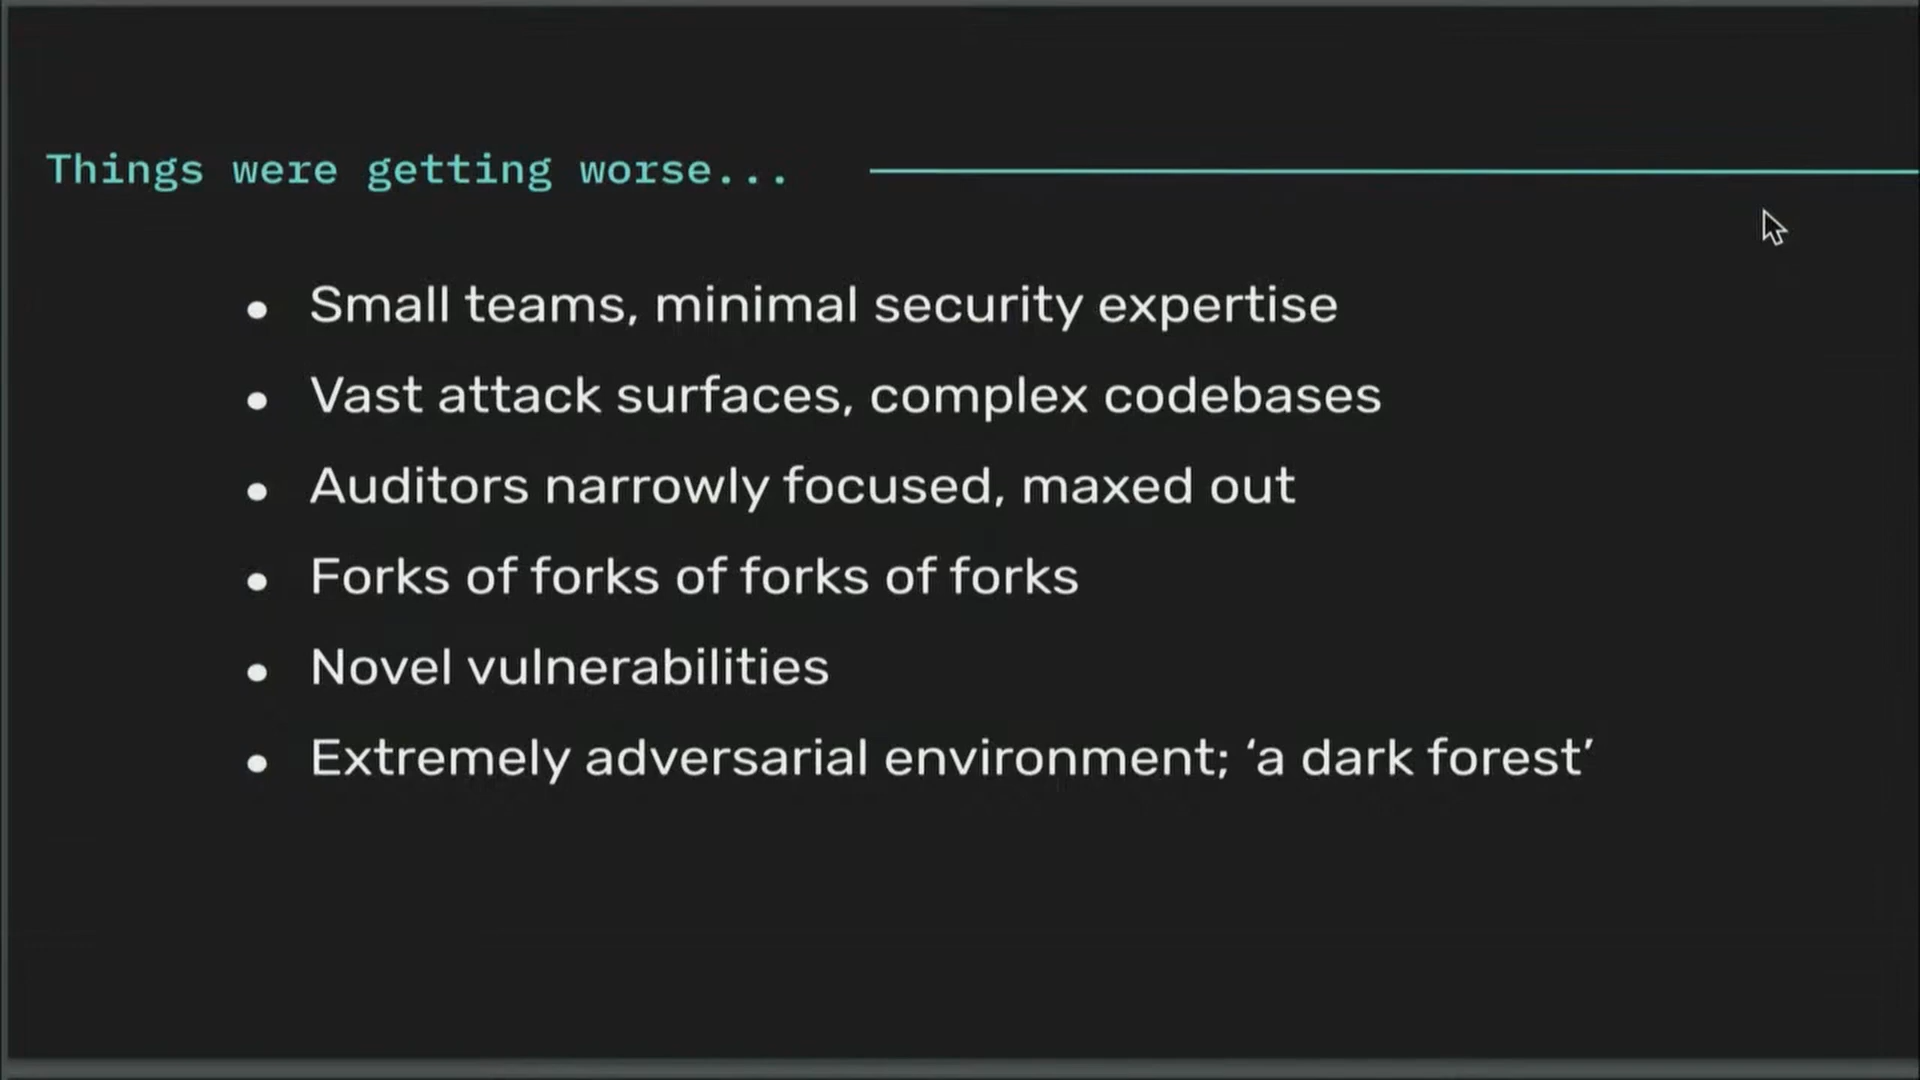 Things were getting worse...
• Small teams, minimal security expertise
• Vast attack surfaces, complex codebases
• Auditors narrowly focused, maxed out
• Forks of forks of forks of forks
• Novel vulnerabilities
• Extremely adversarial environment; ‘a dark forest’